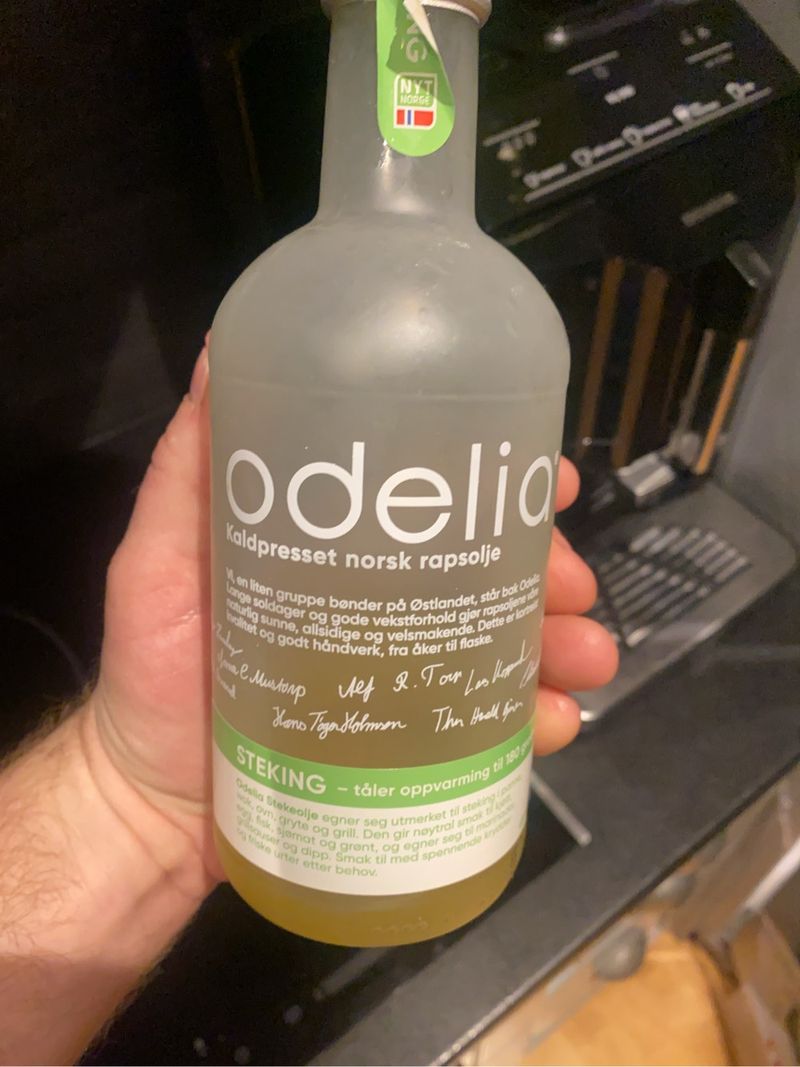 NG
NYT
NORGE
odelia
Kaldpresset norsk rapsolje
Vi, en liten gruppe bønder på Østlandet, står bak Odelia.
Lange soldager og gode vekstforhold gjør rapsoljene våre
naturlig sunne, allsidige og velsmakende. Dette er kortreist
kvalitet og godt håndverk, fra åker til flaske.
Alf
Hans
STEKING – tåler oppvarming til 180
Odelia Stekeolje egner seg utmerket til steking i panne,
wok, ovn, gryte og grill. Den gir nøytral smak til kjøtt,
egg, fisk, sjømat og grønt, og egner seg til marinader,
grillsauser og dipp. Smak til med spennende krydder
og friske urter etter behov.